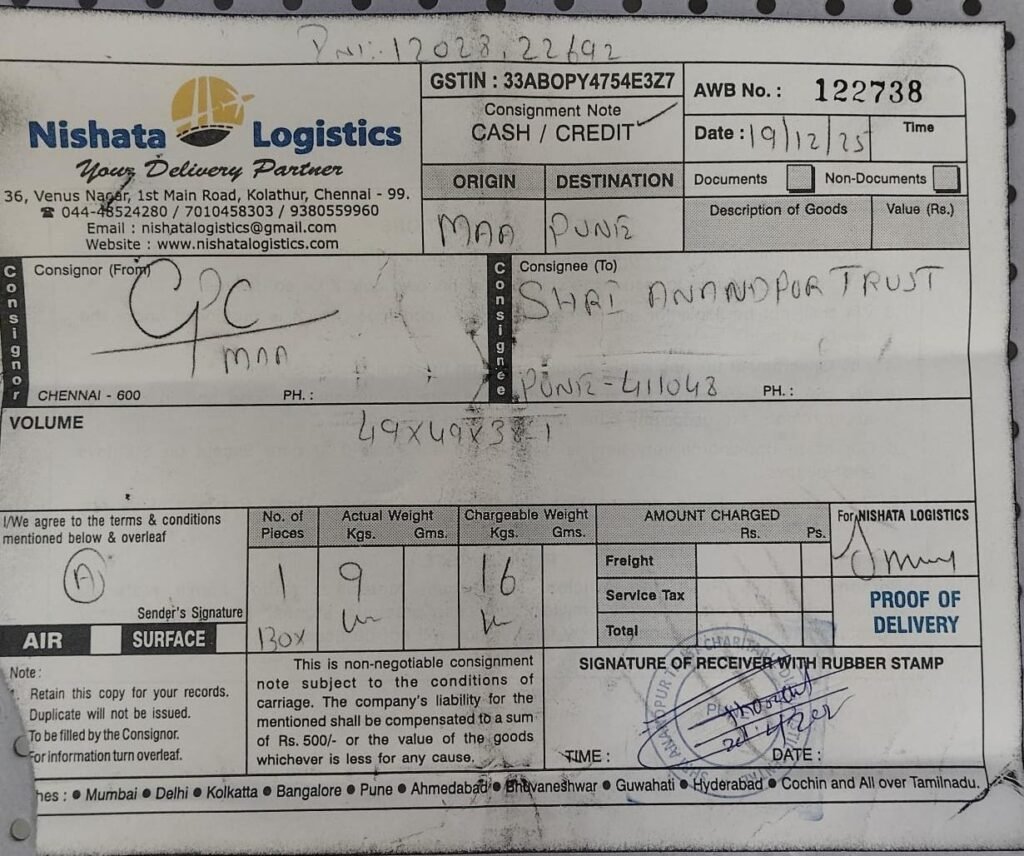 PNI: 12028, 22692
Nishata Logistics
Your Delivery Partner
36, Venus Nagar, 1st Main Road, Kolathur, Chennai - 99.
☎ 044-48524280 / 7010458303 / 9380559960
Email : nishatalogistics@gmail.com
Website : www.nishatalogistics.com
GSTIN : 33ABOPY4754E3Z7
Consignment Note
CASH / CREDIT ✓
AWB No. : 122738
Date : 19/12/25 Time
ORIGIN DESTINATION
MAA PUNE
Documents Non-Documents
Description of Goods Value (Rs.)
Consignor
Consignor (From)
CPC
MAA
CHENNAI - 600 PH. :
Consignee
Consignee (To)
SHRI ANANDPUR TRUST
PUNE-411048 PH. :
VOLUME
49X49X3X1
I/We agree to the terms & conditions
mentioned below & overleaf
A
Sender's Signature
AIR SURFACE
No. of Pieces
1
BOX
Actual Weight
Kgs. Gms.
9
Chargeable Weight
Kgs. Gms.
16
AMOUNT CHARGED
Rs. Ps.
Freight
Service Tax
Total
For NISHATA LOGISTICS
PROOF OF
DELIVERY
Note :
1. Retain this copy for your records.
Duplicate will not be issued.
To be filled by the Consignor.
For information turn overleaf.
This is non-negotiable consignment
note subject to the conditions of
carriage. The company's liability for the
mentioned shall be compensated to a sum
of Rs. 500/- or the value of the goods
whichever is less for any cause.
SIGNATURE OF RECEIVER WITH RUBBER STAMP
SHRI ANANDPUR TRUST CHARITABLE
TIME : DATE :
hes : ● Mumbai ● Delhi ● Kolkatta ● Bangalore ● Pune ● Ahmedabad ● Bhuvaneshwar ● Guwahati ● Hyderabad ● Cochin and All over Tamilnadu.